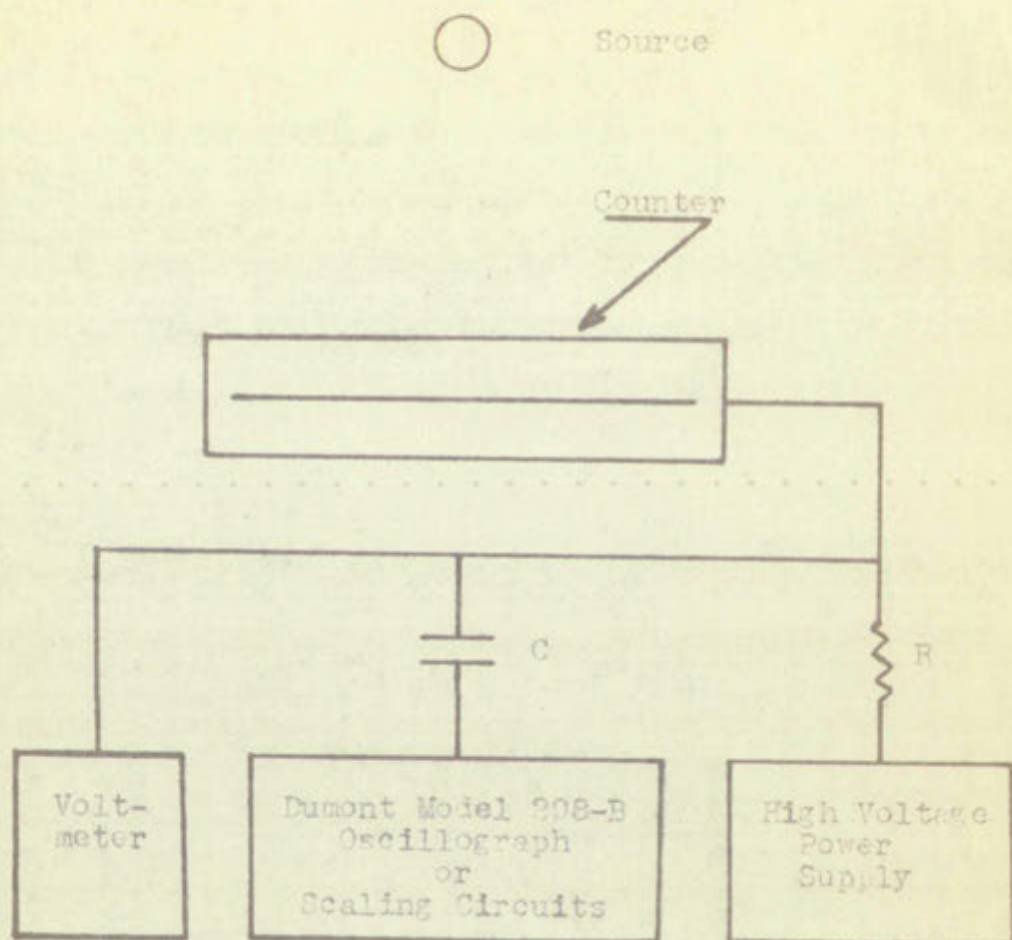 Source
Counter
C
R
Volt-
meter
Dumont Model 208-B
Oscillograph
or
Scaling Circuits
High Voltage
Power
Supply